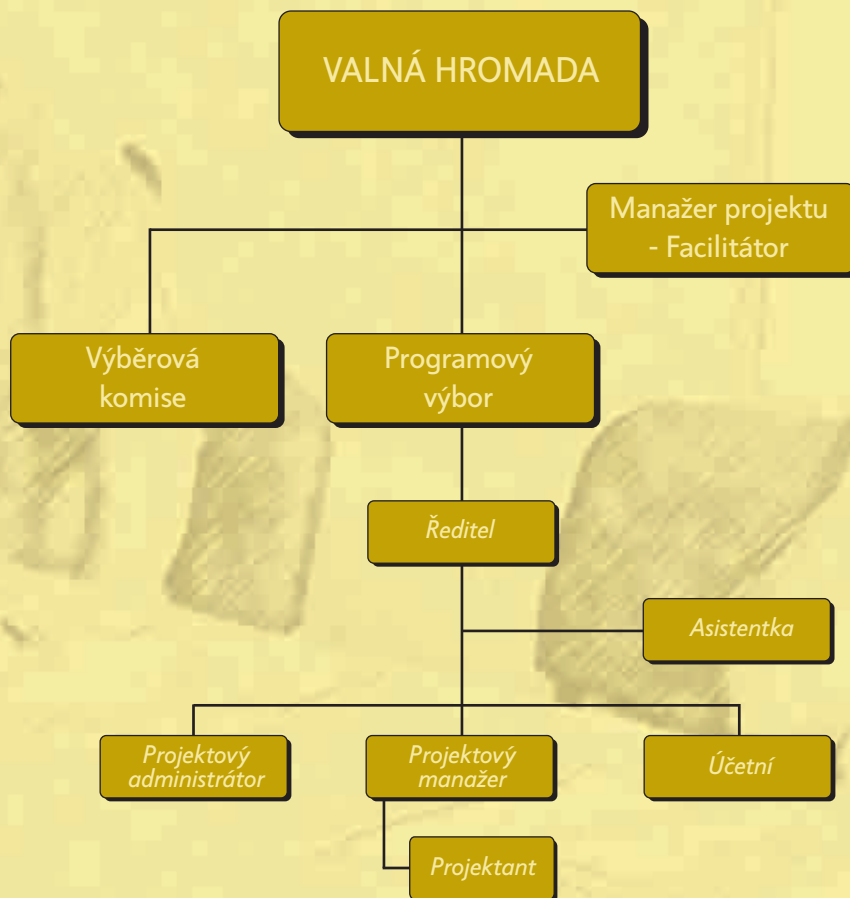 VALNÁ HROMADA
Manažer projektu
- Facilitátor
Výběrová
komise
Programový
výbor
Ředitel
Asistentka
Projektový
administrátor
Projektový
manažer
Účetní
Projektant